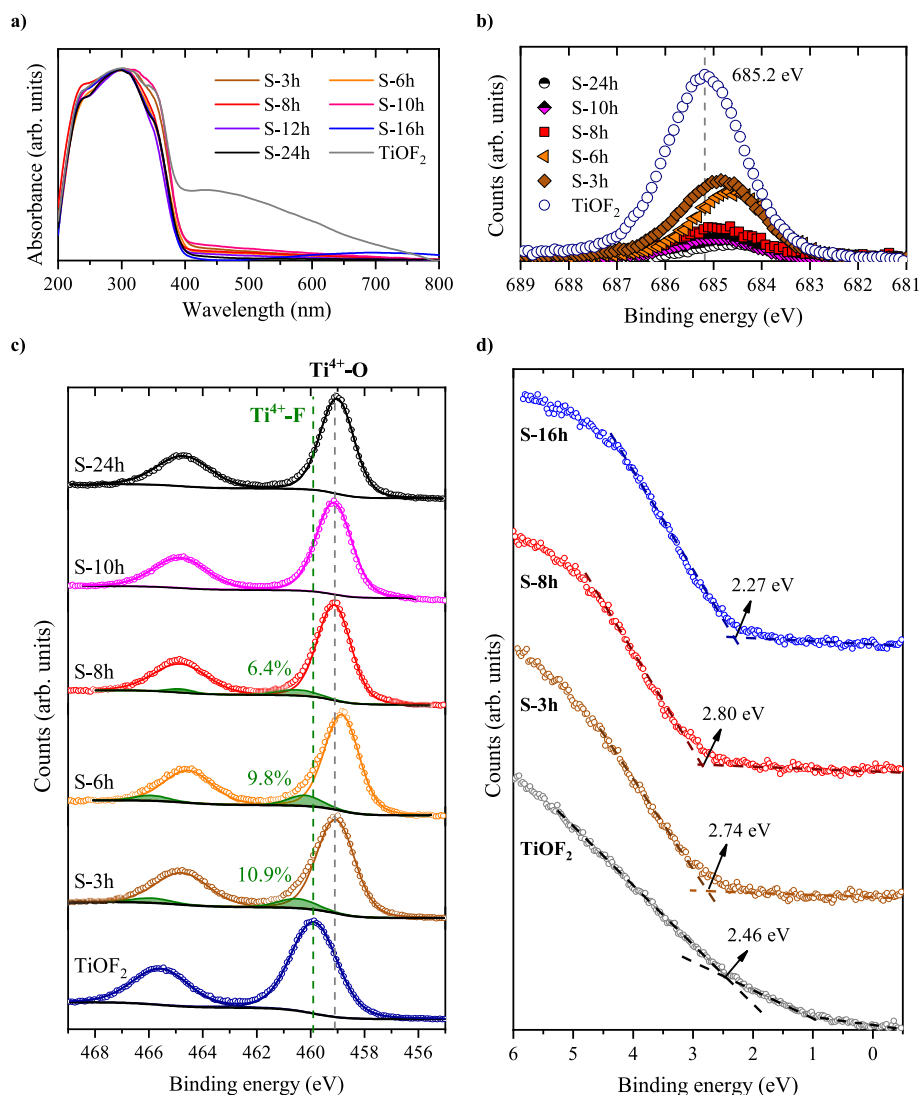 a)
S-3h
S-6h
S-8h
S-10h
S-12h
S-16h
S-24h
TiOF₂
Absorbance (arb. units)
200 300 400 500 600 700 800
Wavelength (nm)
b)
685.2 eV
S-24h
S-10h
S-8h
S-6h
S-3h
TiOF₂
Counts (arb. units)
689 688 687 686 685 684 683 682 681
Binding energy (eV)
c)
Ti⁴⁺-O
Ti⁴⁺-F
S-24h
S-10h
S-8h
6.4%
S-6h
9.8%
S-3h
10.9%
TiOF₂
Counts (arb. units)
468 466 464 462 460 458 456
Binding energy (eV)
d)
S-16h
2.27 eV
S-8h
2.80 eV
S-3h
2.74 eV
TiOF₂
2.46 eV
Counts (arb. units)
6 5 4 3 2 1 0
Binding energy (eV)